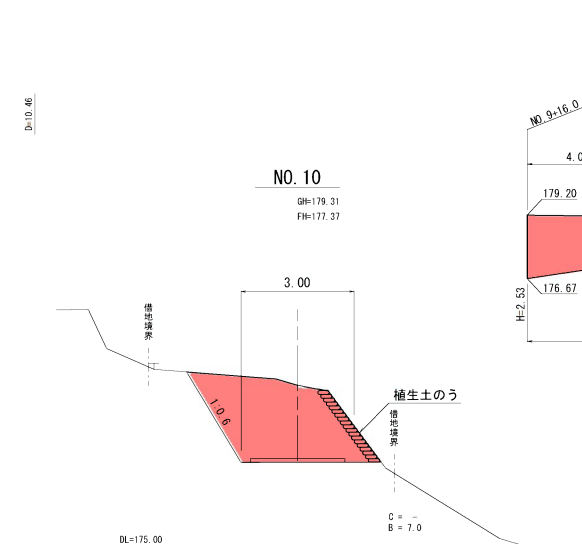 D=10.46
NO.9+16.0
4.0
NO.10
179.20
GH=179.31
FH=177.37
3.00
176.67
H=2.53
借地境界
植生土のう
1:0.6
借地境界
C = -
B = 7.0
DL=175.00